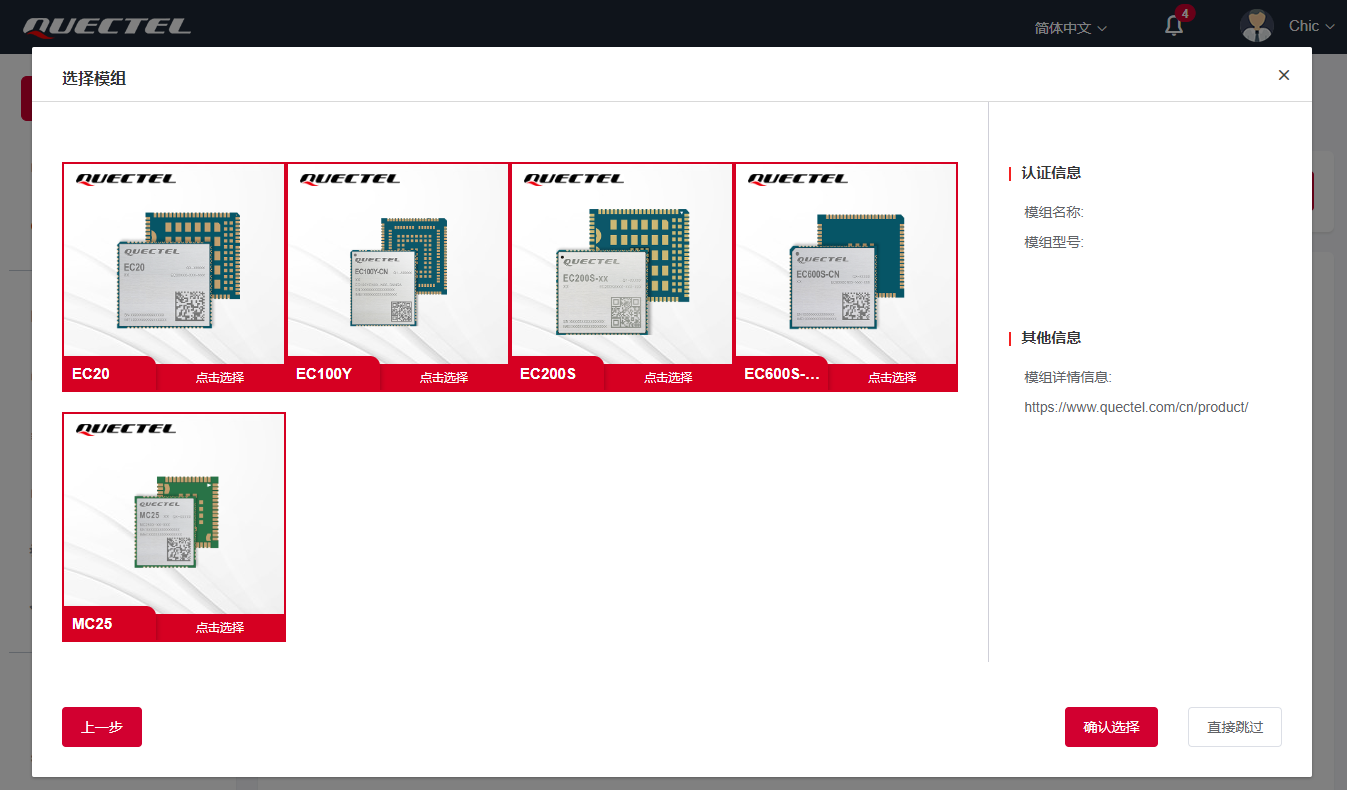 QUECTEL
简体中文
4
Chic
选择模组
QUECTEL
QUECTEL
EC20
EC20
点击选择
QUECTEL
QUECTEL
EC100Y-CN
EC100Y
点击选择
QUECTEL
QUECTEL
EC200S-xx
EC200S
点击选择
QUECTEL
QUECTEL
EC600S-CN
EC600S-...
点击选择
QUECTEL
QUECTEL
MC25
MC25
点击选择
认证信息
模组名称:
模组型号:
其他信息
模组详情信息:
https://www.quectel.com/cn/product/
上一步
确认选择
直接跳过